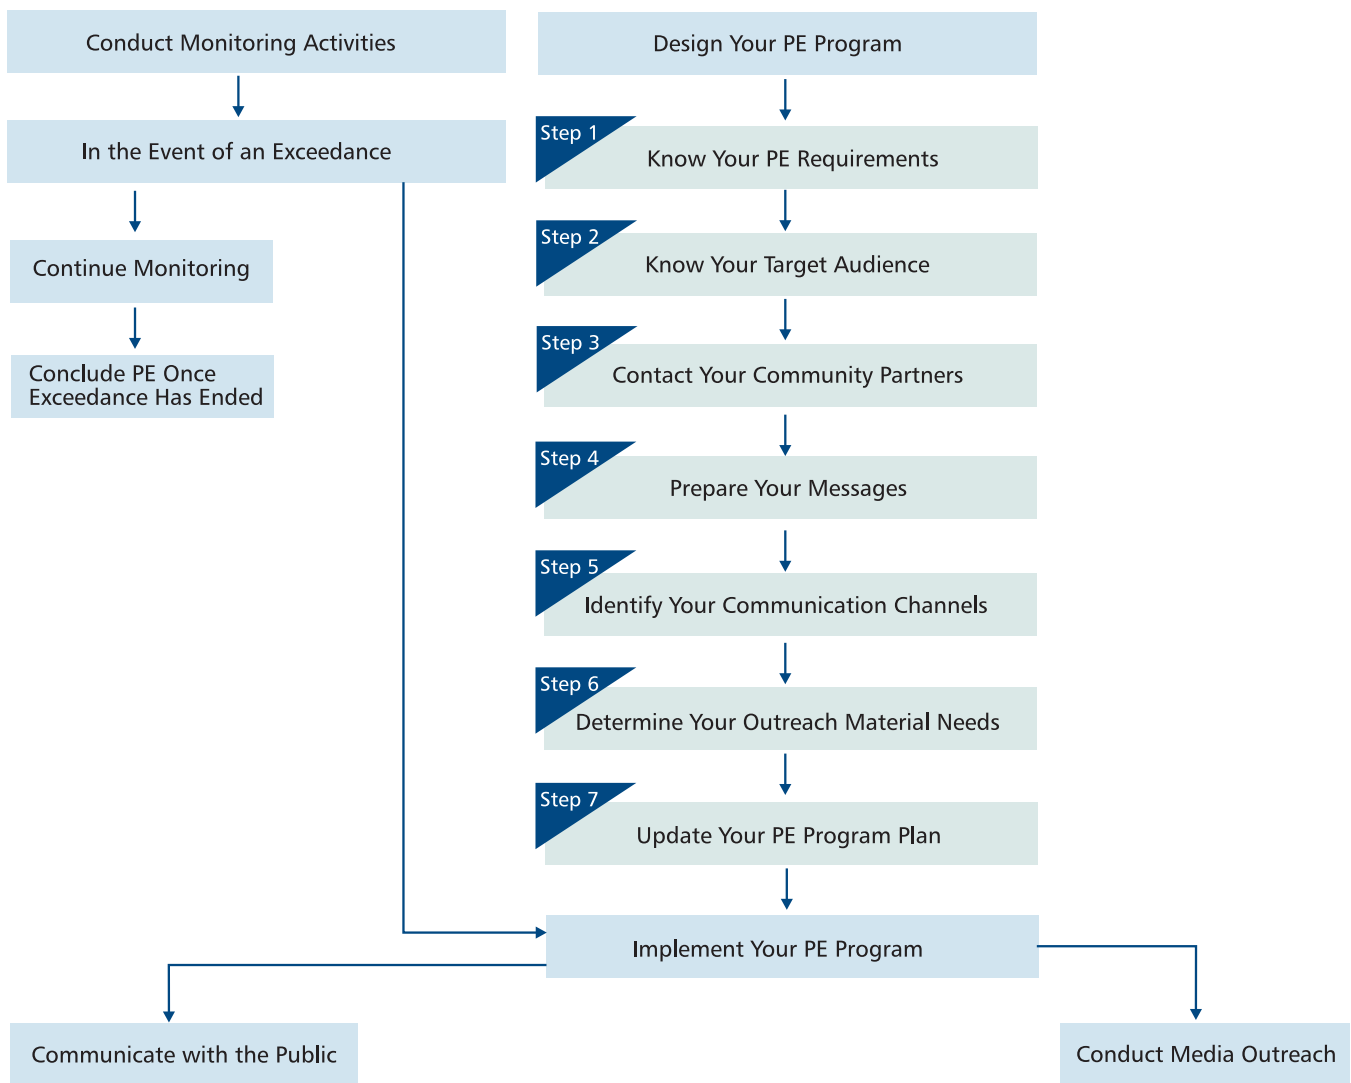 Conduct Monitoring Activities
In the Event of an Exceedance
Continue Monitoring
Conclude PE Once
Exceedance Has Ended
Design Your PE Program
Step 1
Know Your PE Requirements
Step 2
Know Your Target Audience
Step 3
Contact Your Community Partners
Step 4
Prepare Your Messages
Step 5
Identify Your Communication Channels
Step 6
Determine Your Outreach Material Needs
Step 7
Update Your PE Program Plan
Implement Your PE Program
Communicate with the Public
Conduct Media Outreach